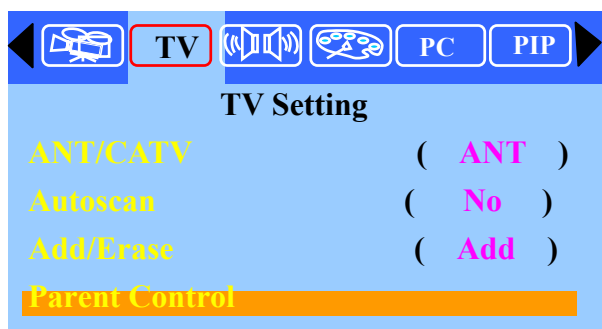 TV PC PIP
TV Setting
ANT/CATV ( ANT )
Autoscan ( No )
Add/Erase ( Add )
Parent Control